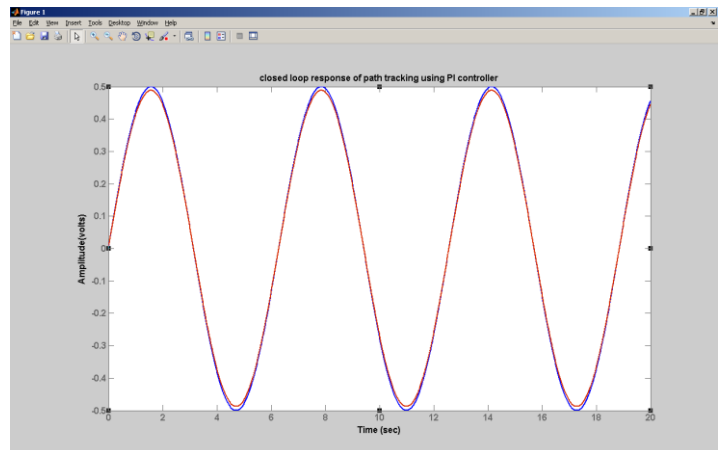 Figure 1
File Edit View Insert Tools Desktop Window Help
closed loop response of path tracking using PI controller
0.5
0.4
0.3
0.2
0.1
0
-0.1
-0.2
-0.3
-0.4
-0.5
Amplitude(volts)
0 2 4 6 8 10 12 14 16 18 20
Time (sec)